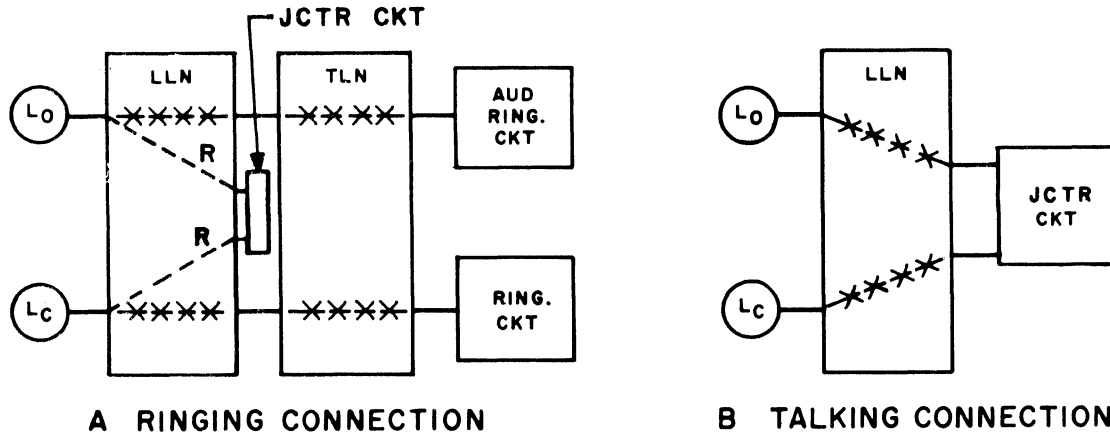 JCTR CKT
LLN
TLN
LO
AUD
RING.
CKT
R
R
LC
RING.
CKT
A RINGING CONNECTION
LLN
LO
JCTR
CKT
LC
B TALKING CONNECTION